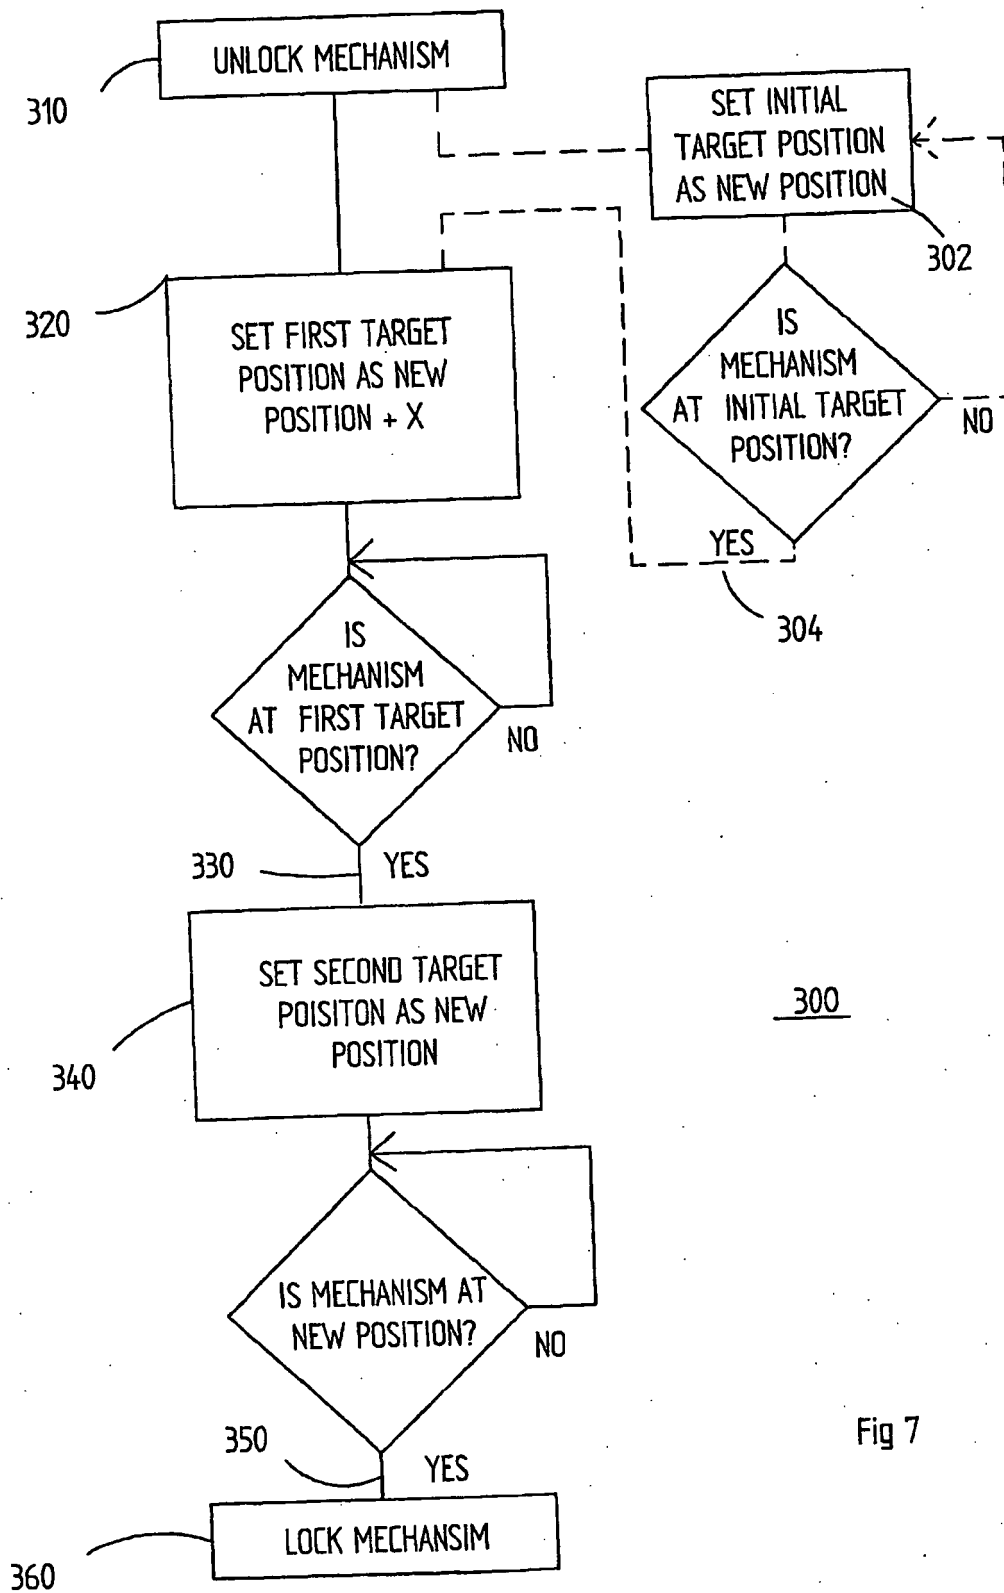 UNLOCK MECHANISM
310
SET INITIAL
TARGET POSITION
AS NEW POSITION
302
320
SET FIRST TARGET
POSITION AS NEW
POSITION + X
IS
MECHANISM
AT INITIAL TARGET
POSITION?
NO
YES
304
IS
MECHANISM
AT FIRST TARGET
POSITION?
NO
330
YES
SET SECOND TARGET
POISITON AS NEW
POSITION
300
340
IS MECHANISM AT
NEW POSITION?
NO
350
YES
Fig 7
LOCK MECHANSIM
360